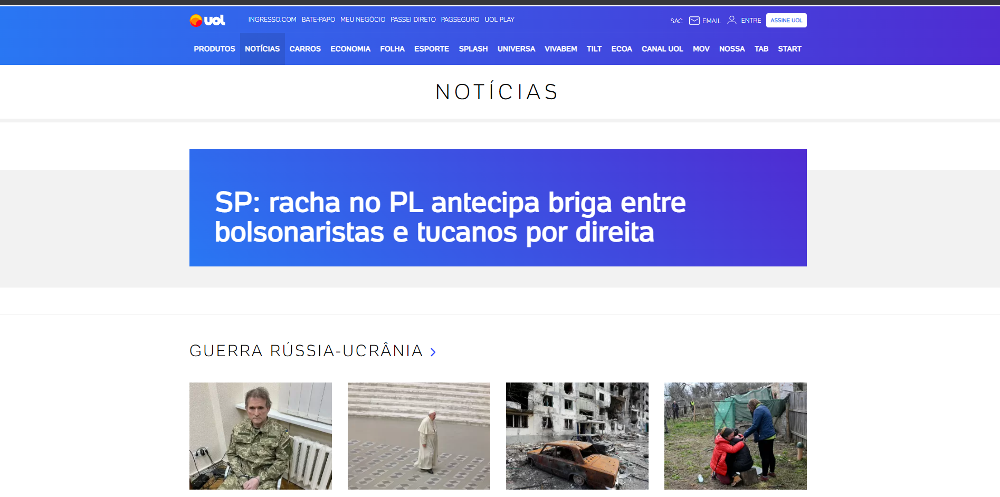 uol
INGRESSO.COM BATE-PAPO MEU NEGÓCIO PASSEI DIRETO PAGSEGURO UOL PLAY
SAC EMAIL ENTRE ASSINE UOL
PRODUTOS NOTÍCIAS CARROS ECONOMIA FOLHA ESPORTE SPLASH UNIVERSA VIVABEM TILT ECOA CANAL UOL MOV NOSSA TAB START
NOTÍCIAS
SP: racha no PL antecipa briga entre
bolsonaristas e tucanos por direita
GUERRA RÚSSIA-UCRÂNIA